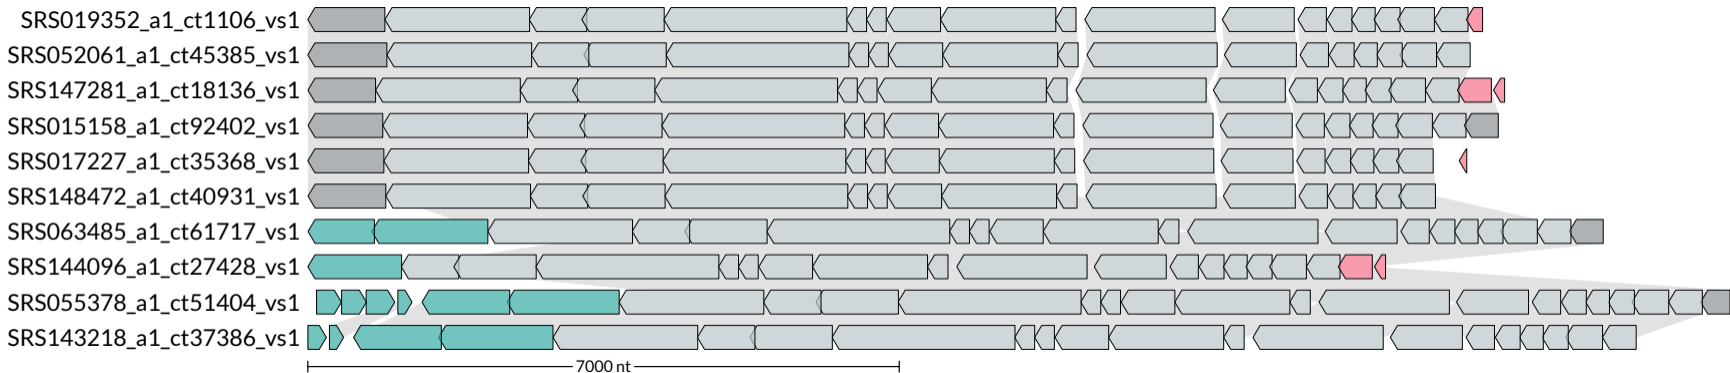 SRS019352_a1_ct1106_vs1
SRS052061_a1_ct45385_vs1
SRS147281_a1_ct18136_vs1
SRS015158_a1_ct92402_vs1
SRS017227_a1_ct35368_vs1
SRS148472_a1_ct40931_vs1
SRS063485_a1_ct61717_vs1
SRS144096_a1_ct27428_vs1
SRS055378_a1_ct51404_vs1
SRS143218_a1_ct37386_vs1
7000 nt